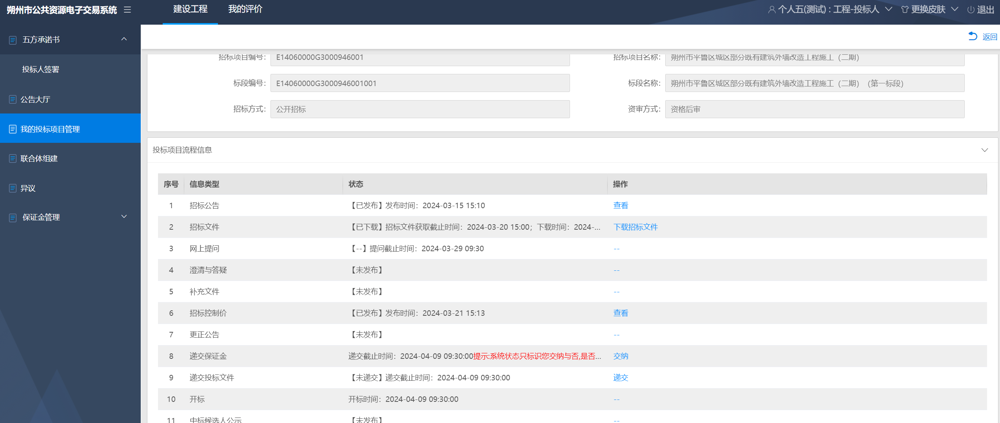 朔州市公共资源电子交易系统
建设工程 我的评价
个人五(测试) : 工程-投标人 更换皮肤 退出
五方承诺书
投标人签署
公告大厅
我的投标项目管理
联合体组建
异议
保证金管理
返回
招标项目编号: E14060000G3000946001 招标项目名称: 朔州市平鲁区城区部分既有建筑外墙改造工程施工（二期）
标段编号: E14060000G3000946001001 标段名称: 朔州市平鲁区城区部分既有建筑外墙改造工程施工（二期）（第一标段）
招标方式: 公开招标 资审方式: 资格后审
投标项目流程信息
序号 信息类型 状态 操作
1 招标公告 【已发布】发布时间：2024-03-15 15:10 查看
2 招标文件 【已下载】招标文件获取截止时间：2024-03-20 15:00；下载时间：2024-... 下载招标文件
3 网上提问 【--】提问截止时间：2024-03-29 09:30 --
4 澄清与答疑 【未发布】 --
5 补充文件 【未发布】 --
6 招标控制价 【已发布】发布时间：2024-03-21 15:13 查看
7 更正公告 【未发布】 --
8 递交保证金 递交截止时间：2024-04-09 09:30:00提示:系统状态只标识您交纳与否,是否... 交纳
9 递交投标文件 【未递交】递交截止时间：2024-04-09 09:30:00 递交
10 开标 开标时间：2024-04-09 09:30:00 --
11 中标候选人公示 【未发布】 --